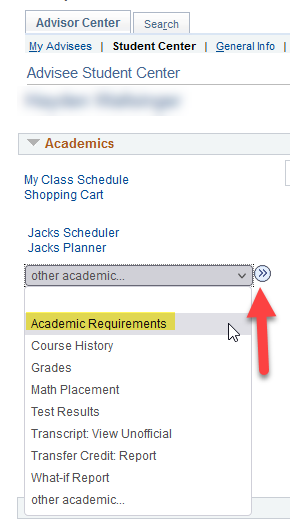 Advisor Center Search
My Advisees | Student Center | General Info |
Advisee Student Center
Academics
My Class Schedule
Shopping Cart
Jacks Scheduler
Jacks Planner
other academic...
Academic Requirements
Course History
Grades
Math Placement
Test Results
Transcript: View Unofficial
Transfer Credit: Report
What-if Report
other academic...